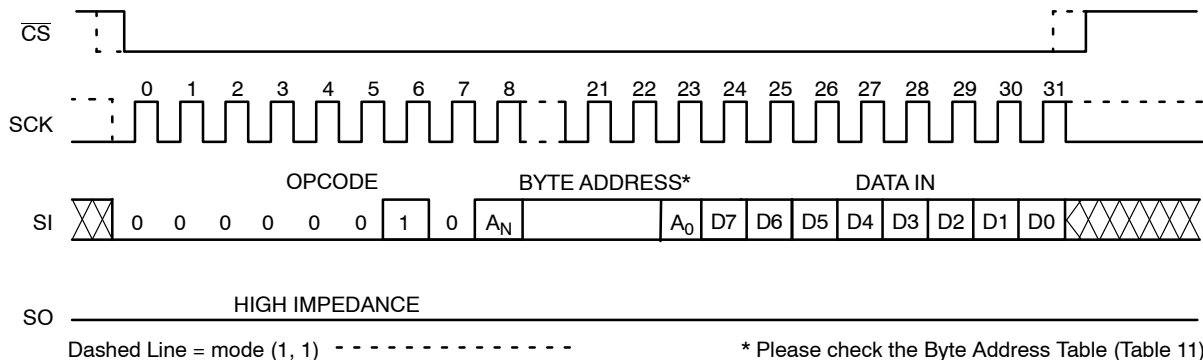 CS
0 1 2 3 4 5 6 7 8 21 22 23 24 25 26 27 28 29 30 31
SCK
OPCODE BYTE ADDRESS* DATA IN
SI 0 0 0 0 0 0 1 0 AN A0 D7 D6 D5 D4 D3 D2 D1 D0
HIGH IMPEDANCE
SO
Dashed Line = mode (1, 1) * Please check the Byte Address Table (Table 11)